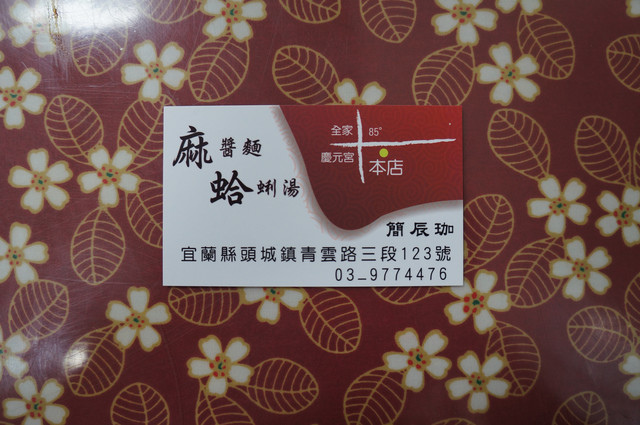 麻醬麵
蛤蜊湯
全家 85°
慶元宮 本店
簡辰珈
宜蘭縣頭城鎮青雲路三段123號
03_9774476